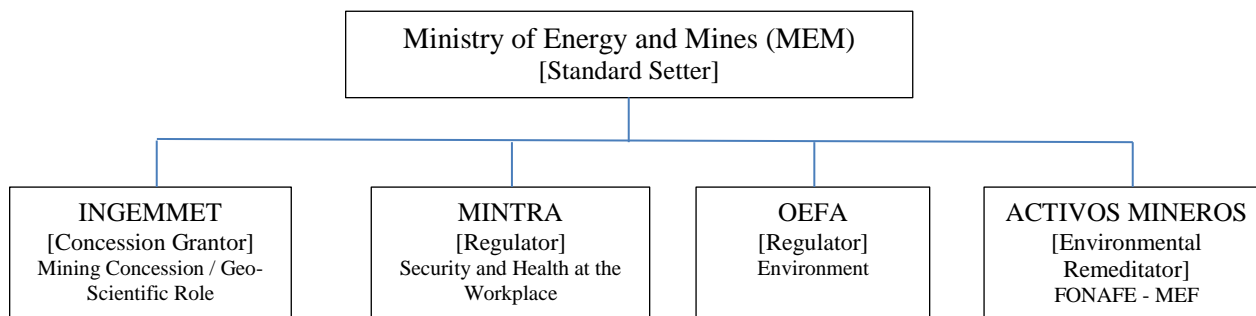 Ministry of Energy and Mines (MEM)
[Standard Setter]
INGEMMET
[Concession Grantor]
Mining Concession / Geo-
Scientific Role
MINTRA
[Regulator]
Security and Health at the
Workplace
OEFA
[Regulator]
Environment
ACTIVOS MINEROS
[Environmental
Remeditator]
FONAFE - MEF